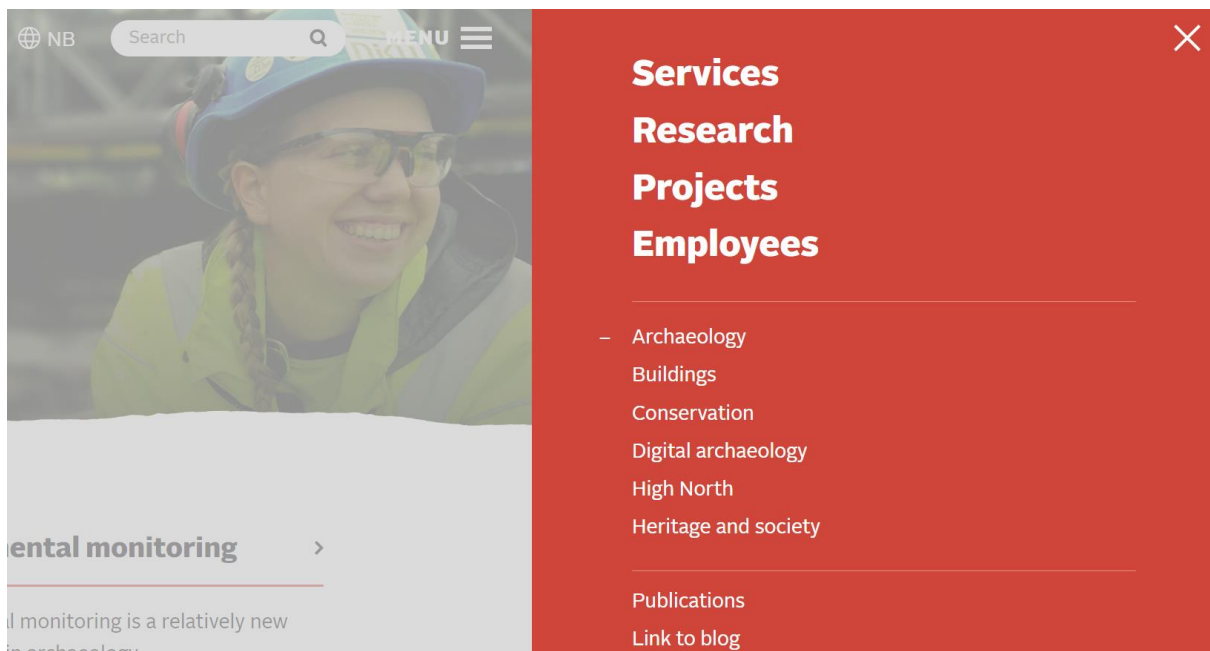 NB
Search
MENU
Services
Research
Projects
Employees
– Archaeology
Buildings
Conservation
Digital archaeology
High North
Heritage and society
Publications
Link to blog
monitoring
monitoring is a relatively new